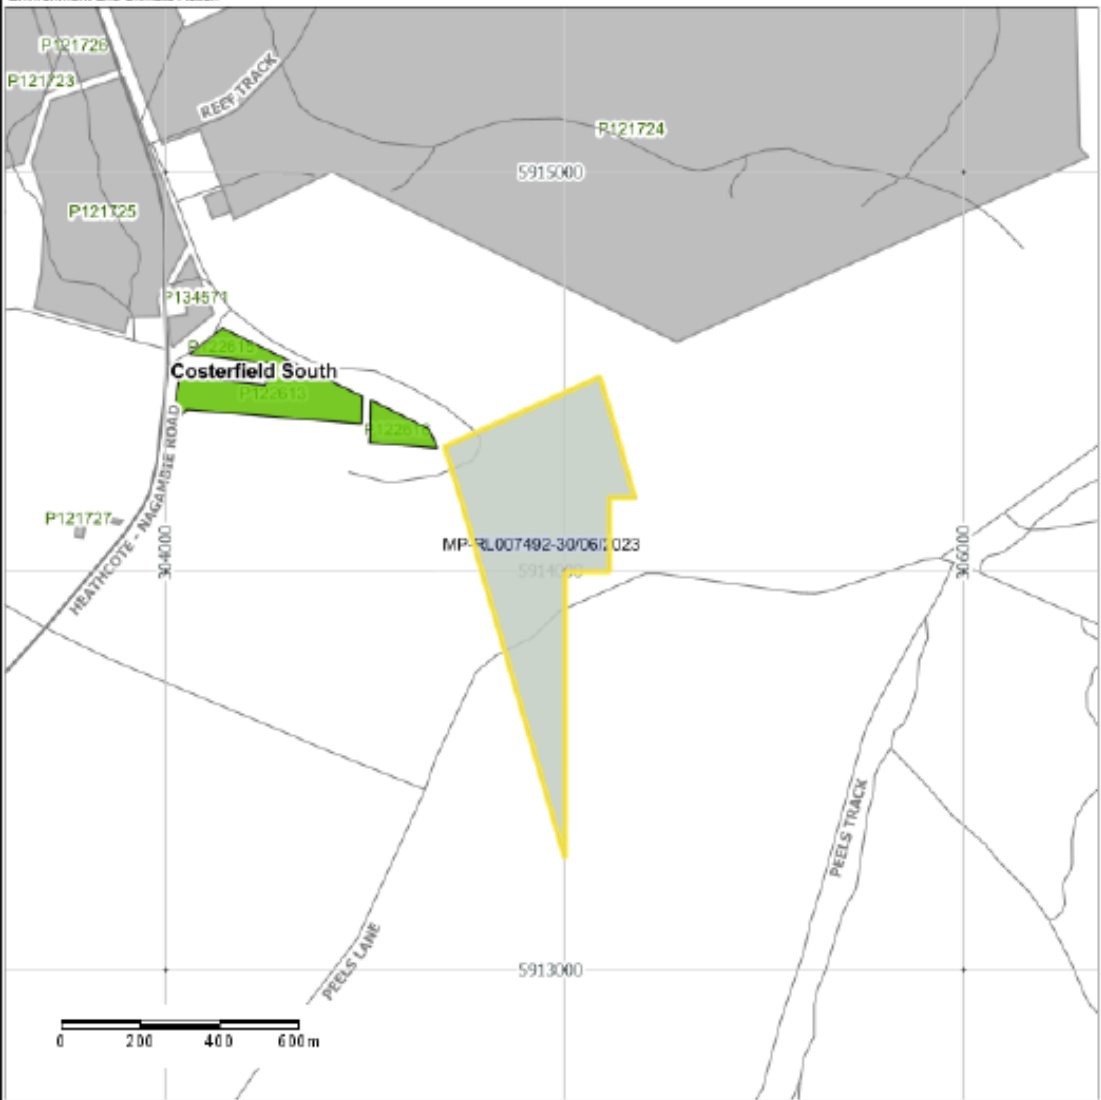 P121726
P121723
REEF TRACK
P121724
5915000
P121725
P134571
Costerfield South
P122613
HEATHCOTE - NAGAMBIE ROAD
P121727
304000
MP-RL007492-30/06/2023
5914000
306000
PEELS TRACK
PEELS LANE
5913000
0 200 400 600m